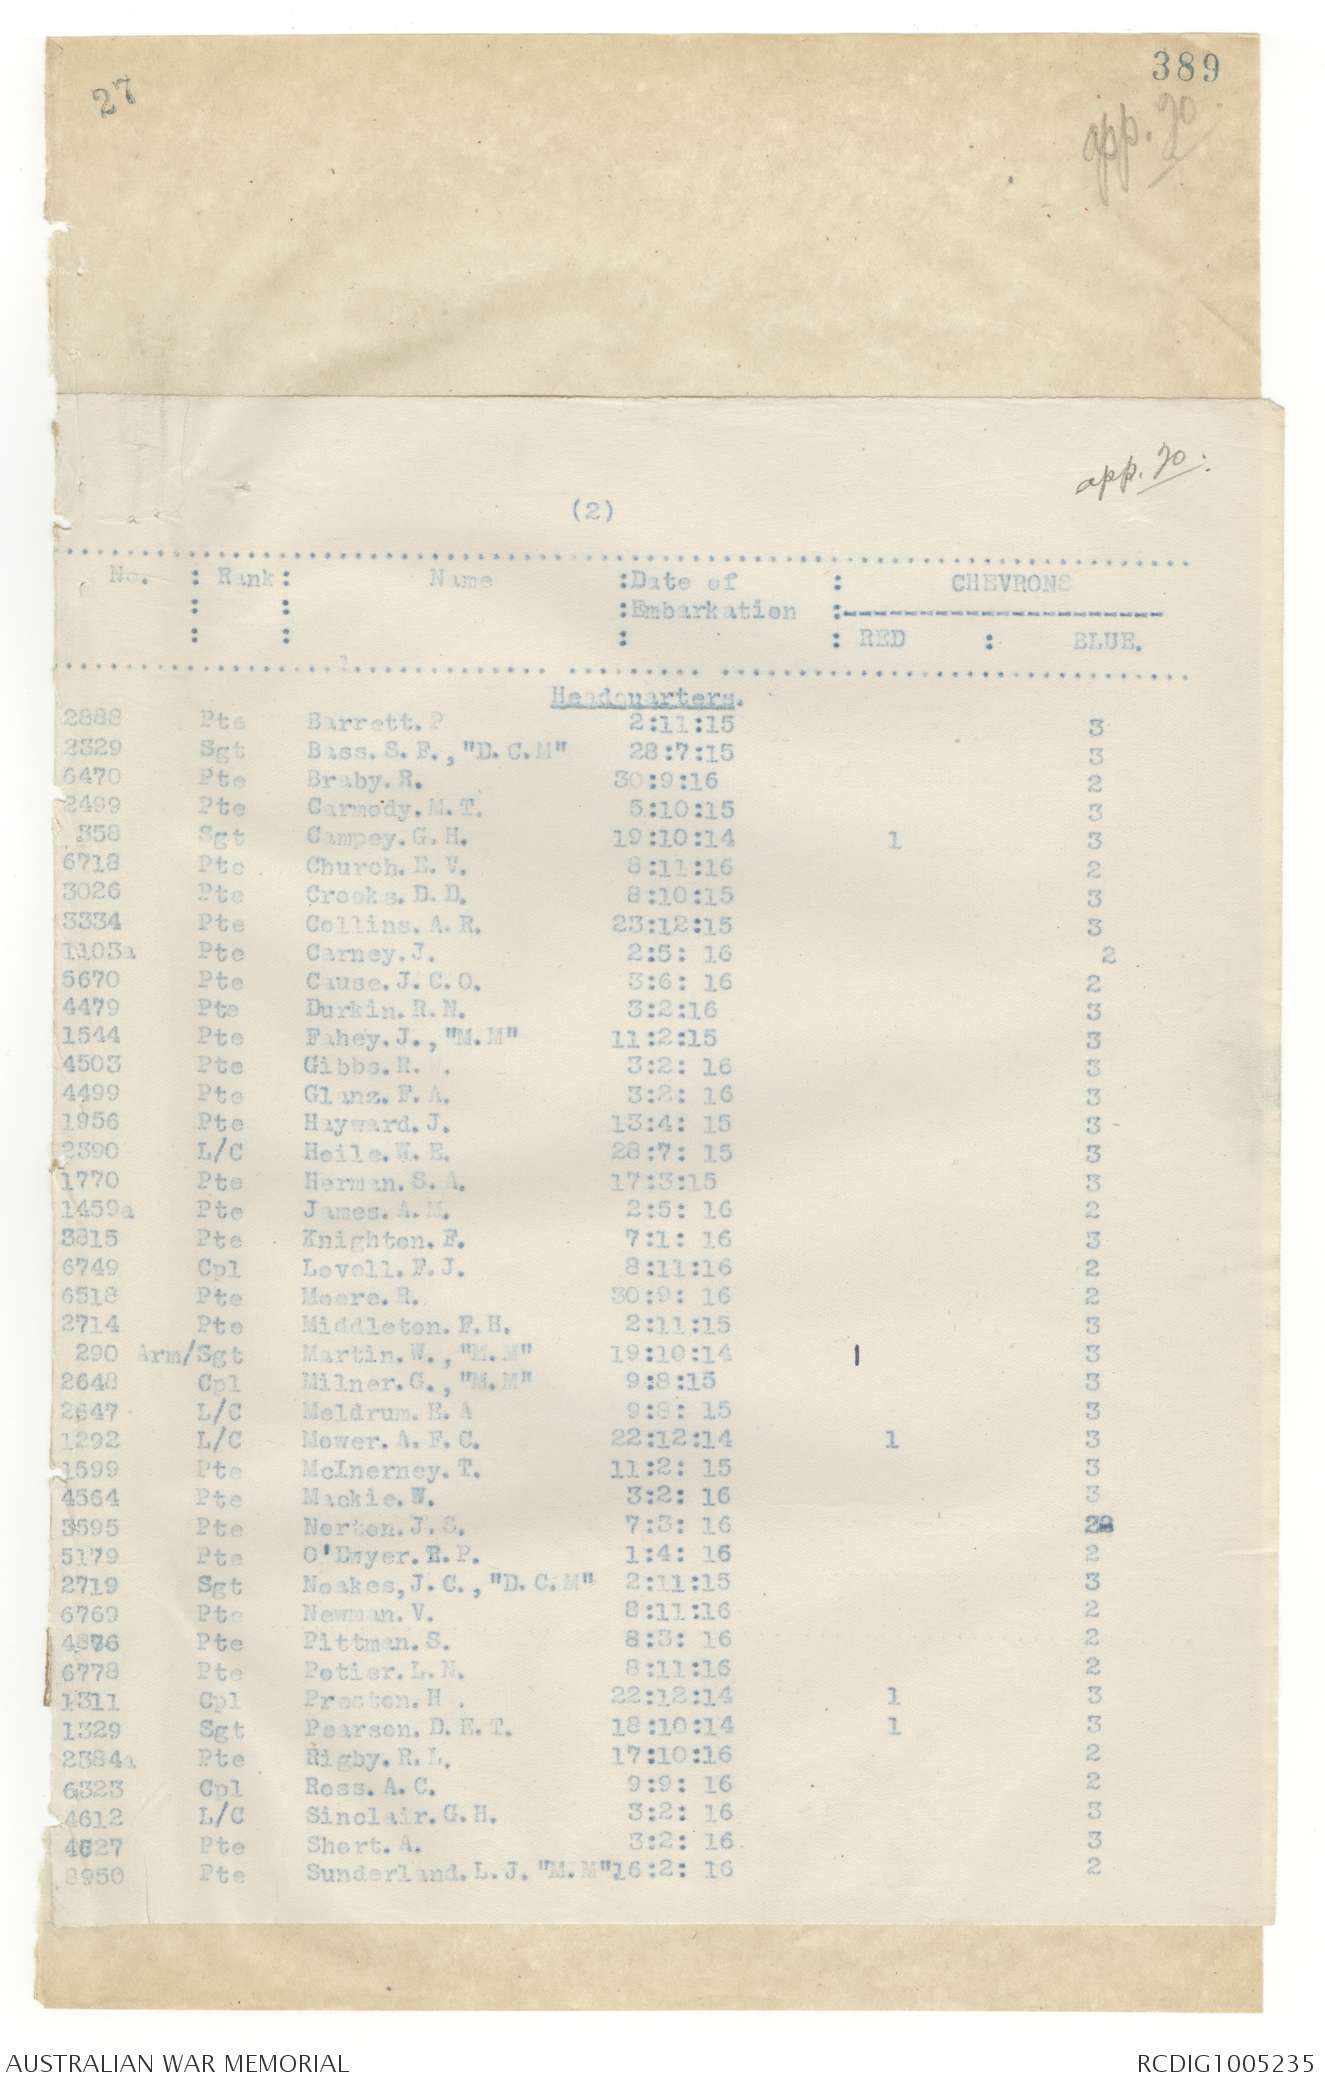 27
389
app. 20.
app. 20.
(2)
No. : Rank : Name : Date of : CHEVRONS
: : : Embarkation :
: : : : RED : BLUE.
Headquarters.
2888 Pte Barrett. P 2:11:15 3
2329 Sgt Bass. S. F. ,"D. C.M" 28:7:15 3
6470 Pte Braby. R. 30:9:16 2
2499 Pte Carmody. M. T. 5:10:15 3
358 Sgt Campey. G. H. 19:10:14 1 3
6718 Pte Church. E. V. 8:11:16 2
3026 Pte Crooks. D. D. 8:10:15 3
3334 Pte Collins. A. R. 23:12:15 3
1103a Pte Carney. J. 2:5: 16 2
5670 Pte Cause. J. C. O. 3:6: 16 2
4479 Pte Durkin. R. N. 3:2:16 3
1544 Pte Fahey. J. ,"M. M" 11:2:15 3
4503 Pte Gibbs. R. W. 3:2: 16 3
4499 Pte Glanz. F. A. 3:2: 16 3
1956 Pte Hayward. J. 13:4: 15 3
2390 L/C Heile. W. E. 28:7: 15 3
1770 Pte Herman. S. A. 17:3:15 3
1459a Pte James. A. M. 2:5: 16 2
3815 Pte Knighton. F. 7:1: 16 3
6749 Cpl Lovell. F. J. 8:11:16 2
6518 Pte Moore. R. 30:9: 16 2
2714 Pte Middleton. F. H. 2:11:15 3
290 Arm/Sgt Martin. W. ,"M. M" 19:10:14 1 3
2648 Cpl Milner. G. ,"M. M" 9:8:15 3
2647 L/C Meldrum. E. A 9:8: 15 3
1292 L/C Mower. A. F. C. 22:12:14 1 3
1599 Pte McInerney. T. 11:2: 15 3
4564 Pte Mackie. W. 3:2: 16 3
3595 Pte Norton. J. S. 7:3: 16 2
5179 Pte O'Dwyer. R. P. 1:4: 16 2
2719 Sgt Noakes, J. C. ,"D. C. M" 2:11:15 3
6769 Pte Newman. V. 8:11:16 2
Pte Pittman. S. 8:3: 16 2
6778 Pte Potier. L. N. 8:11:16 2
1311 Cpl Preston. H . 22:12:14 1 3
1329 Sgt Pearson. D. E. T. 18:10:14 1 3
2384a Pte Rigby. R. L. 17:10:16 2
6323 Cpl Ross. A. C. 9:9: 16 2
4612 L/C Sinclair. G. H. 3:2: 16 3
4627 Pte Short. A. 3:2: 16 3
8950 Pte Sunderland. L. J. "M. M". 16:2: 16 2
AUSTRALIAN WAR MEMORIAL
RCDIG1005235